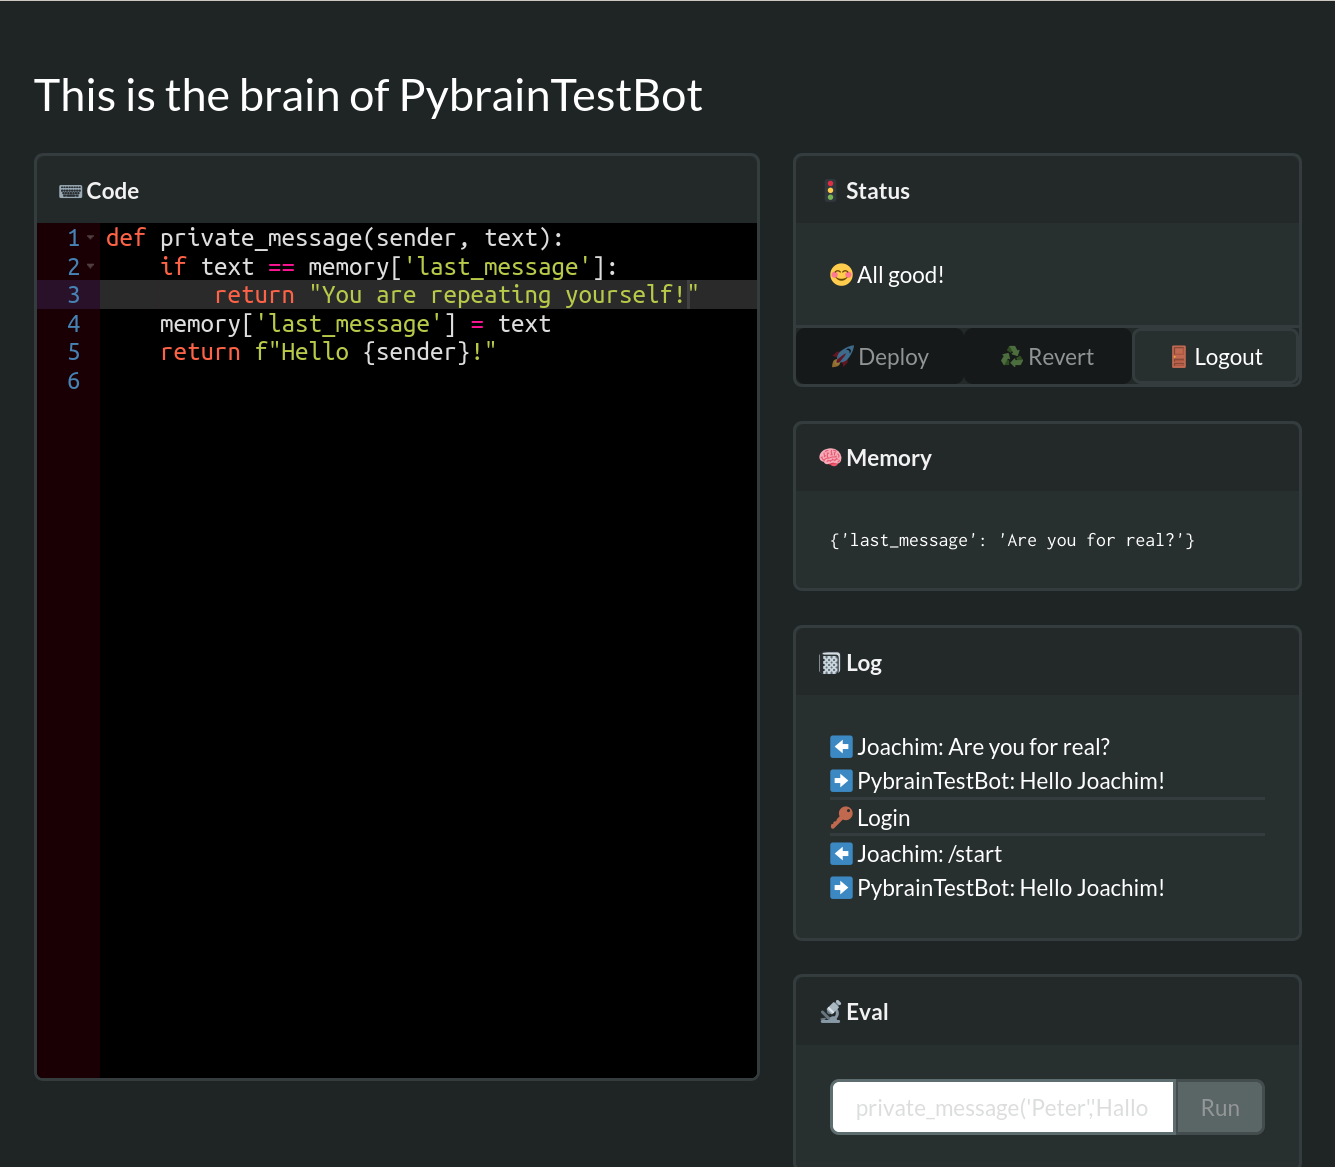 This is the brain of PybrainTestBot
Code
1 def private_message(sender, text):
2     if text == memory['last_message']:
3         return "You are repeating yourself!"
4     memory['last_message'] = text
5     return f"Hello {sender}!"
6
Status
All good!
Deploy Revert Logout
Memory
{'last_message': 'Are you for real?'}
Log
Joachim: Are you for real?
PybrainTestBot: Hello Joachim!
Login
Joachim: /start
PybrainTestBot: Hello Joachim!
Eval
private_message('Peter','Hallo Run